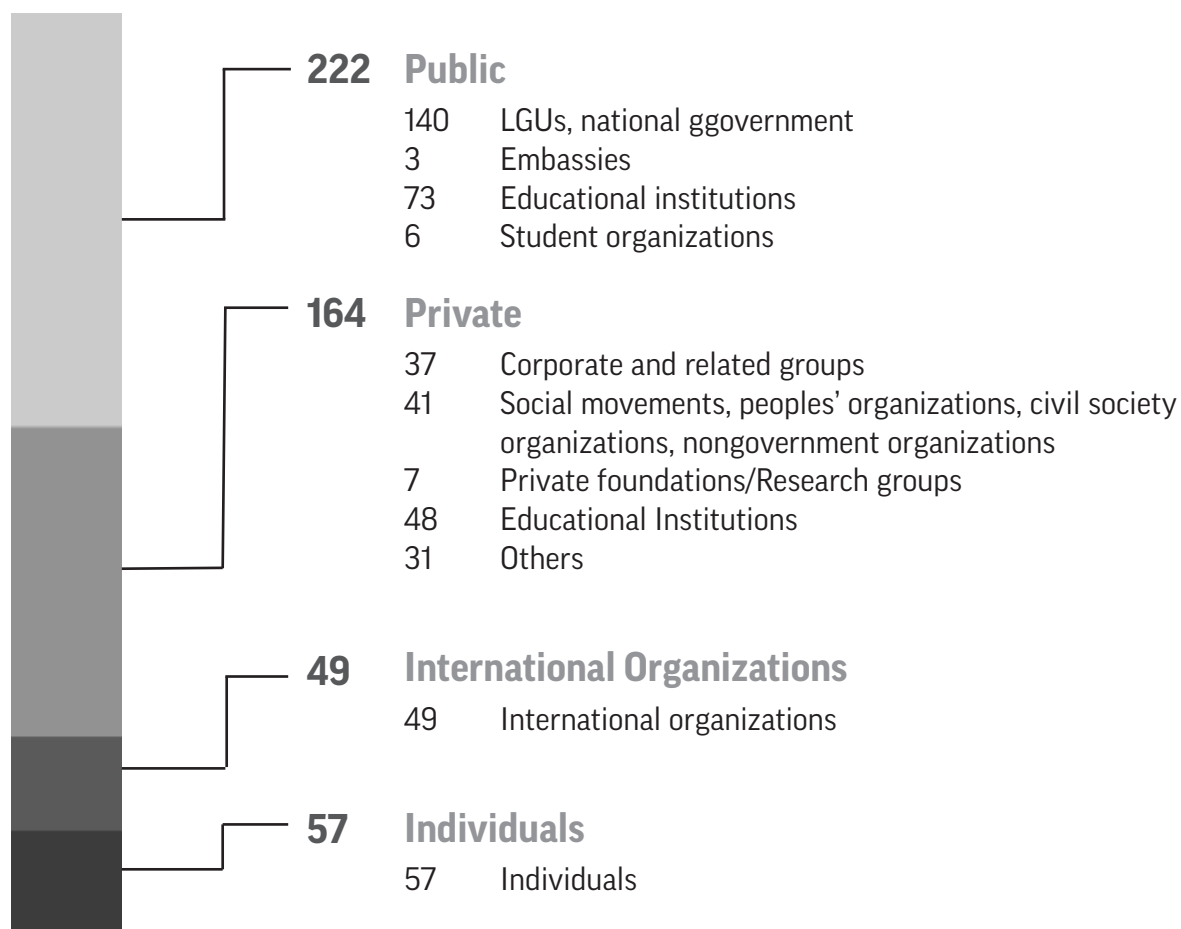 222 Public
140 LGUs, national ggovernment
3 Embassies
73 Educational institutions
6 Student organizations
164 Private
37 Corporate and related groups
41 Social movements, peoples’ organizations, civil society
organizations, nongovernment organizations
7 Private foundations/Research groups
48 Educational Institutions
31 Others
49 International Organizations
49 International organizations
57 Individuals
57 Individuals